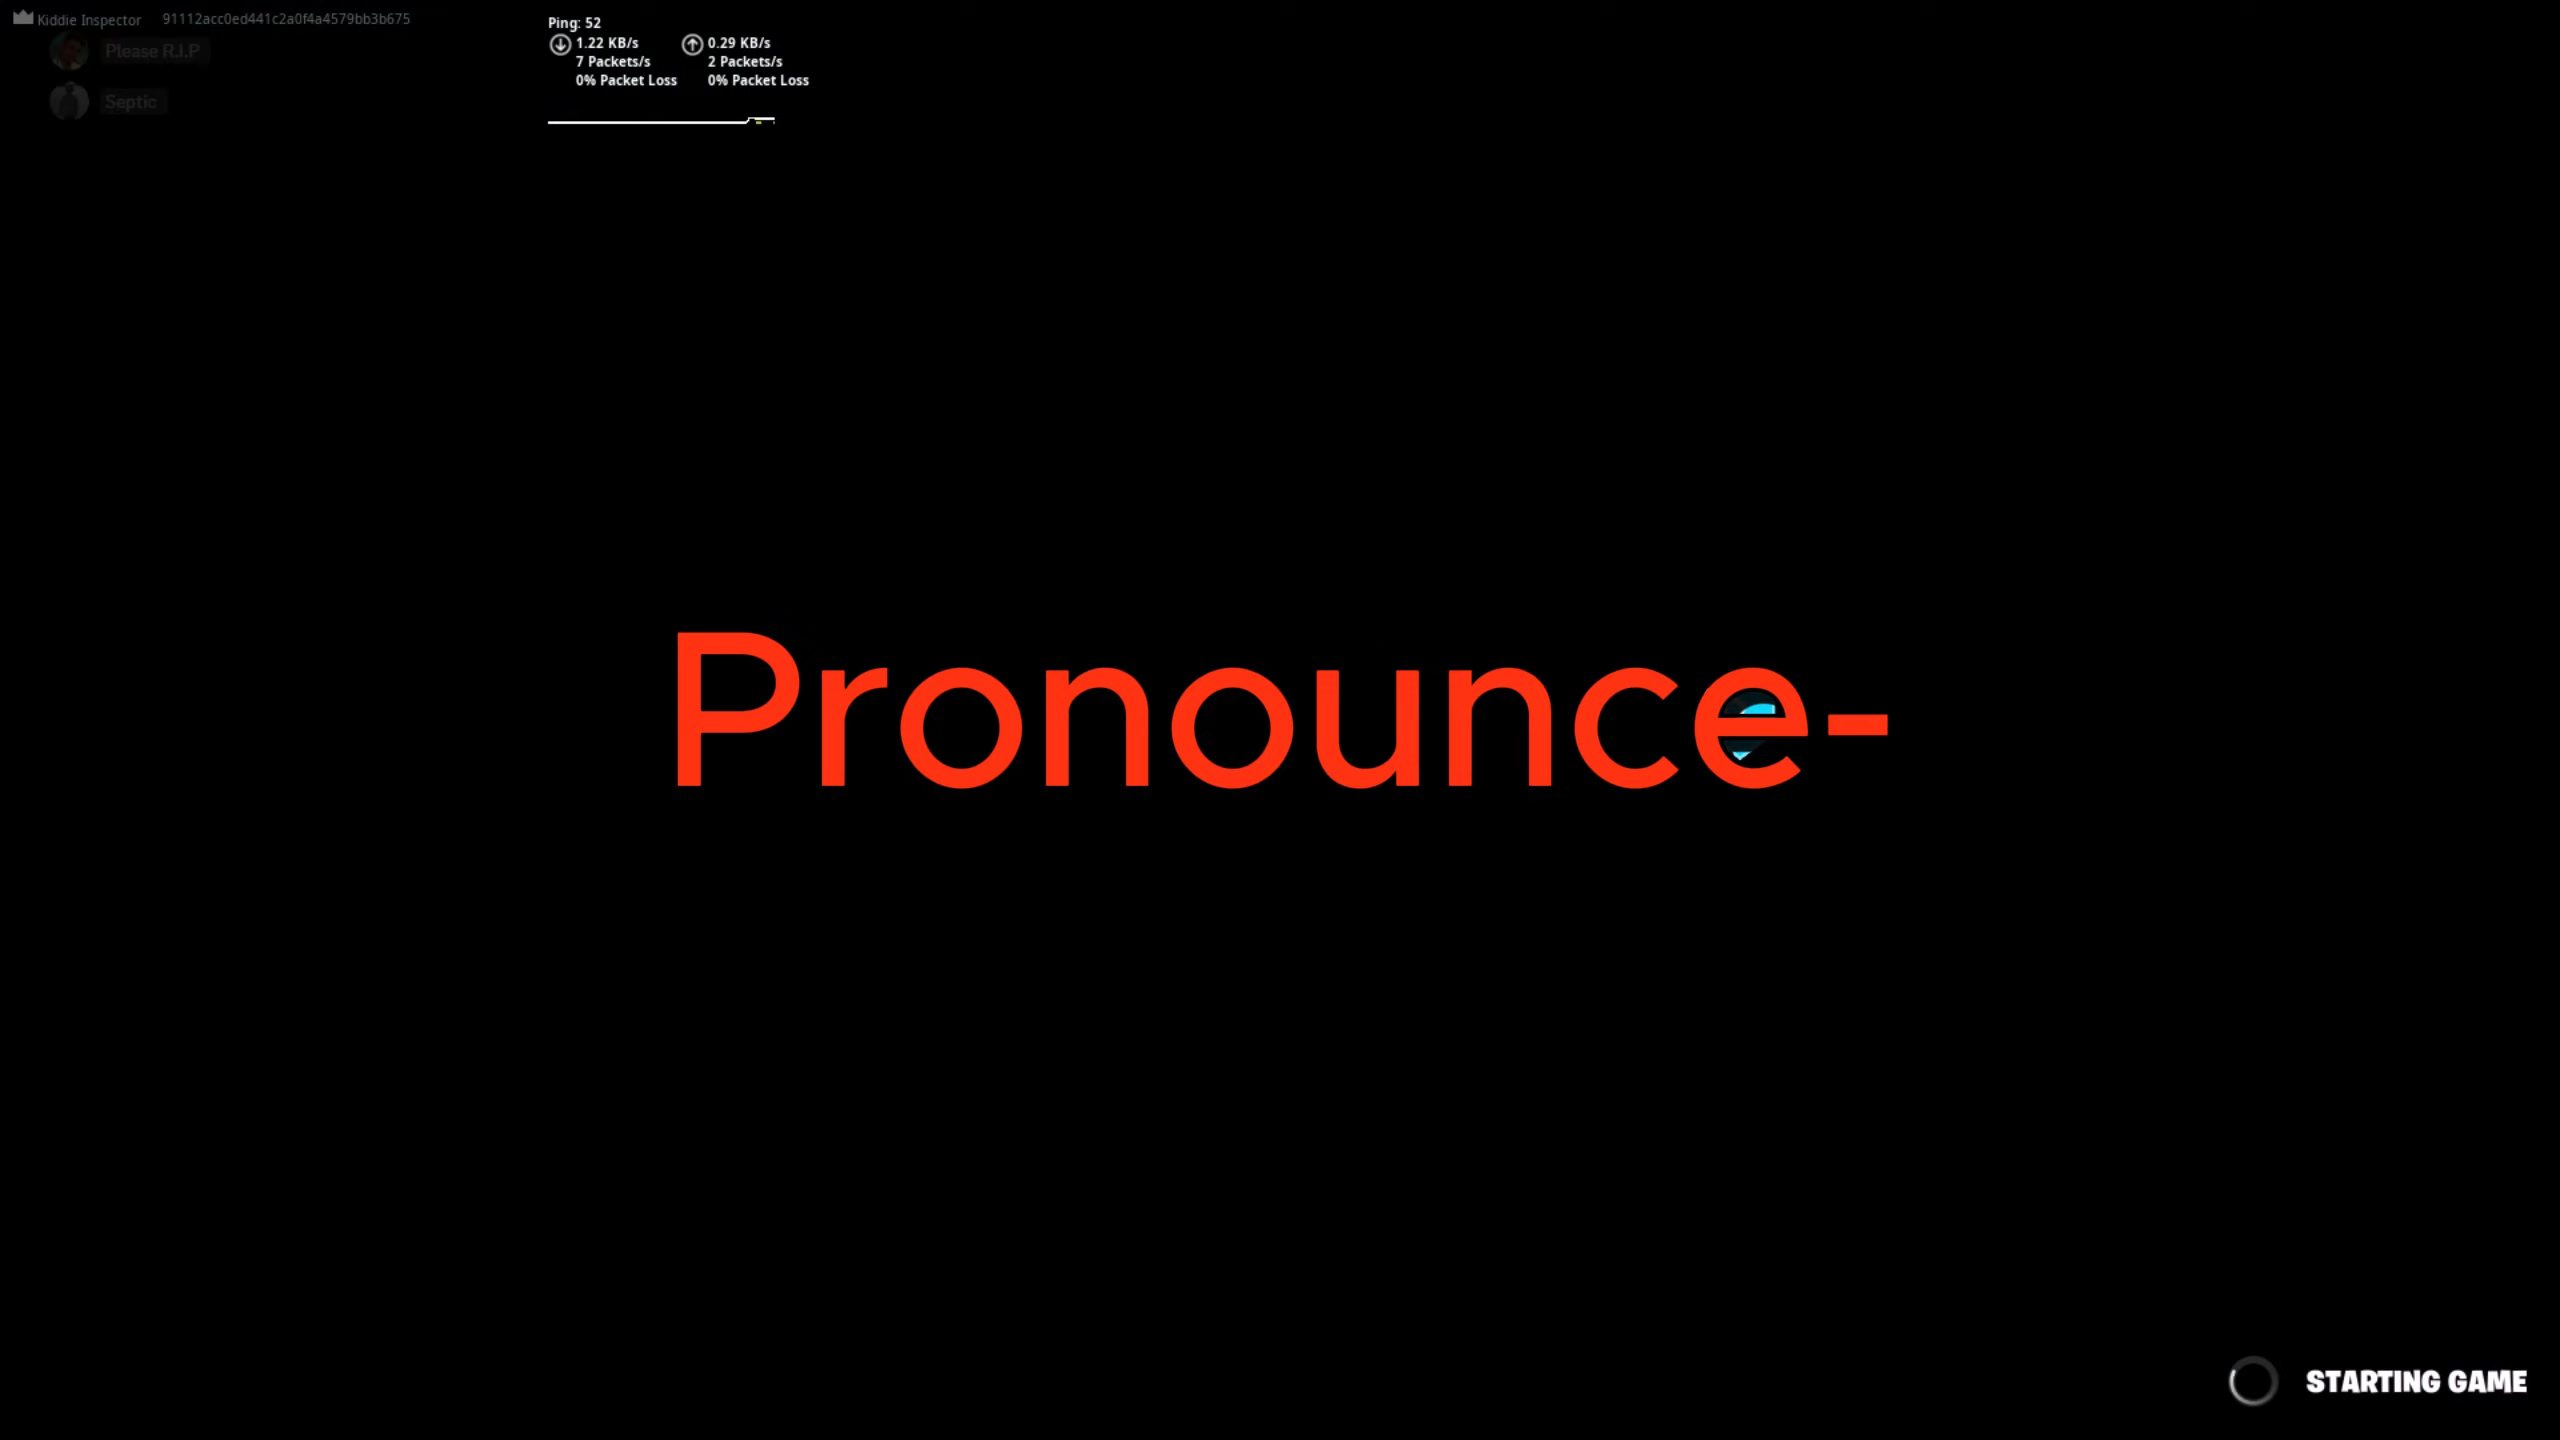 Kiddie Inspector 91112acc0ed441c2a0f4a4579bb3b675
Please R.I.P
Septic
Ping: 52
1.22 KB/s 0.29 KB/s
7 Packets/s 2 Packets/s
0% Packet Loss 0% Packet Loss
Pronounce-
STARTING GAME